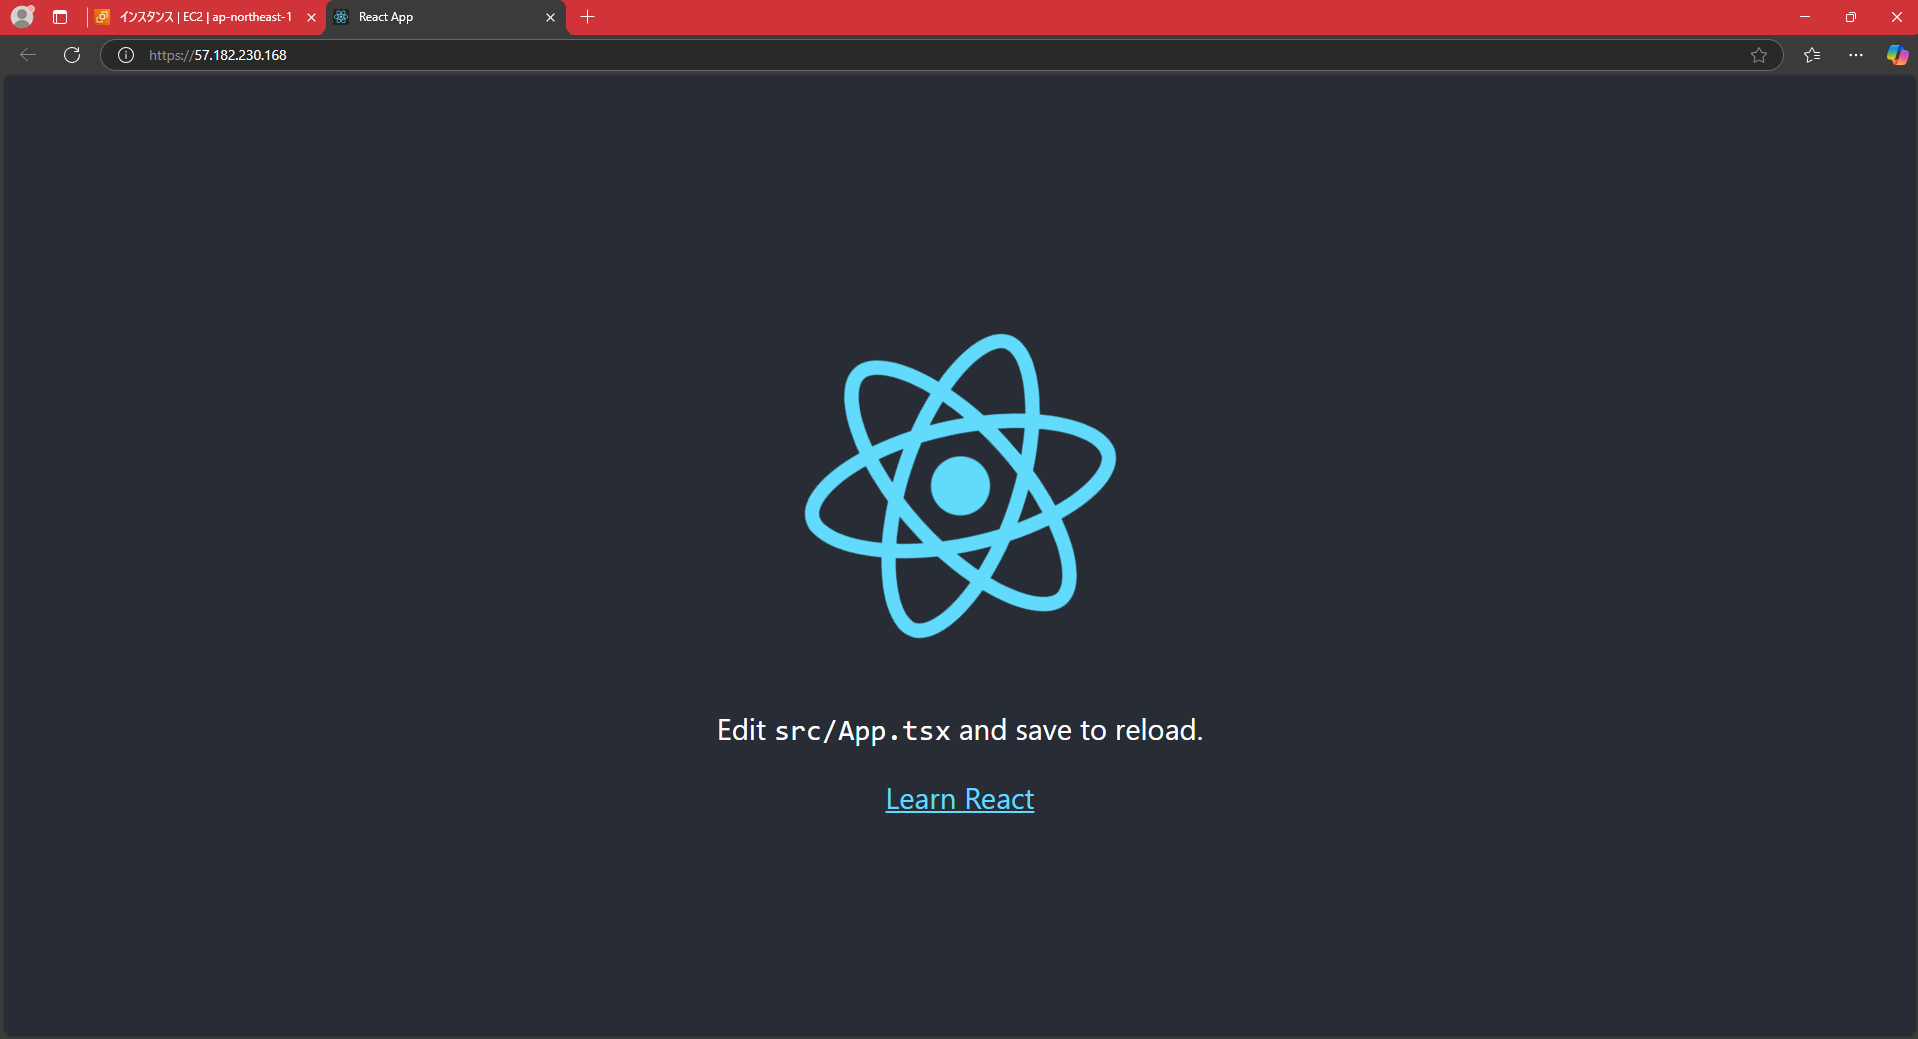 インスタンス | EC2 | ap-northeast-1
React App
https://57.182.230.168
Edit src/App.tsx and save to reload.
Learn React